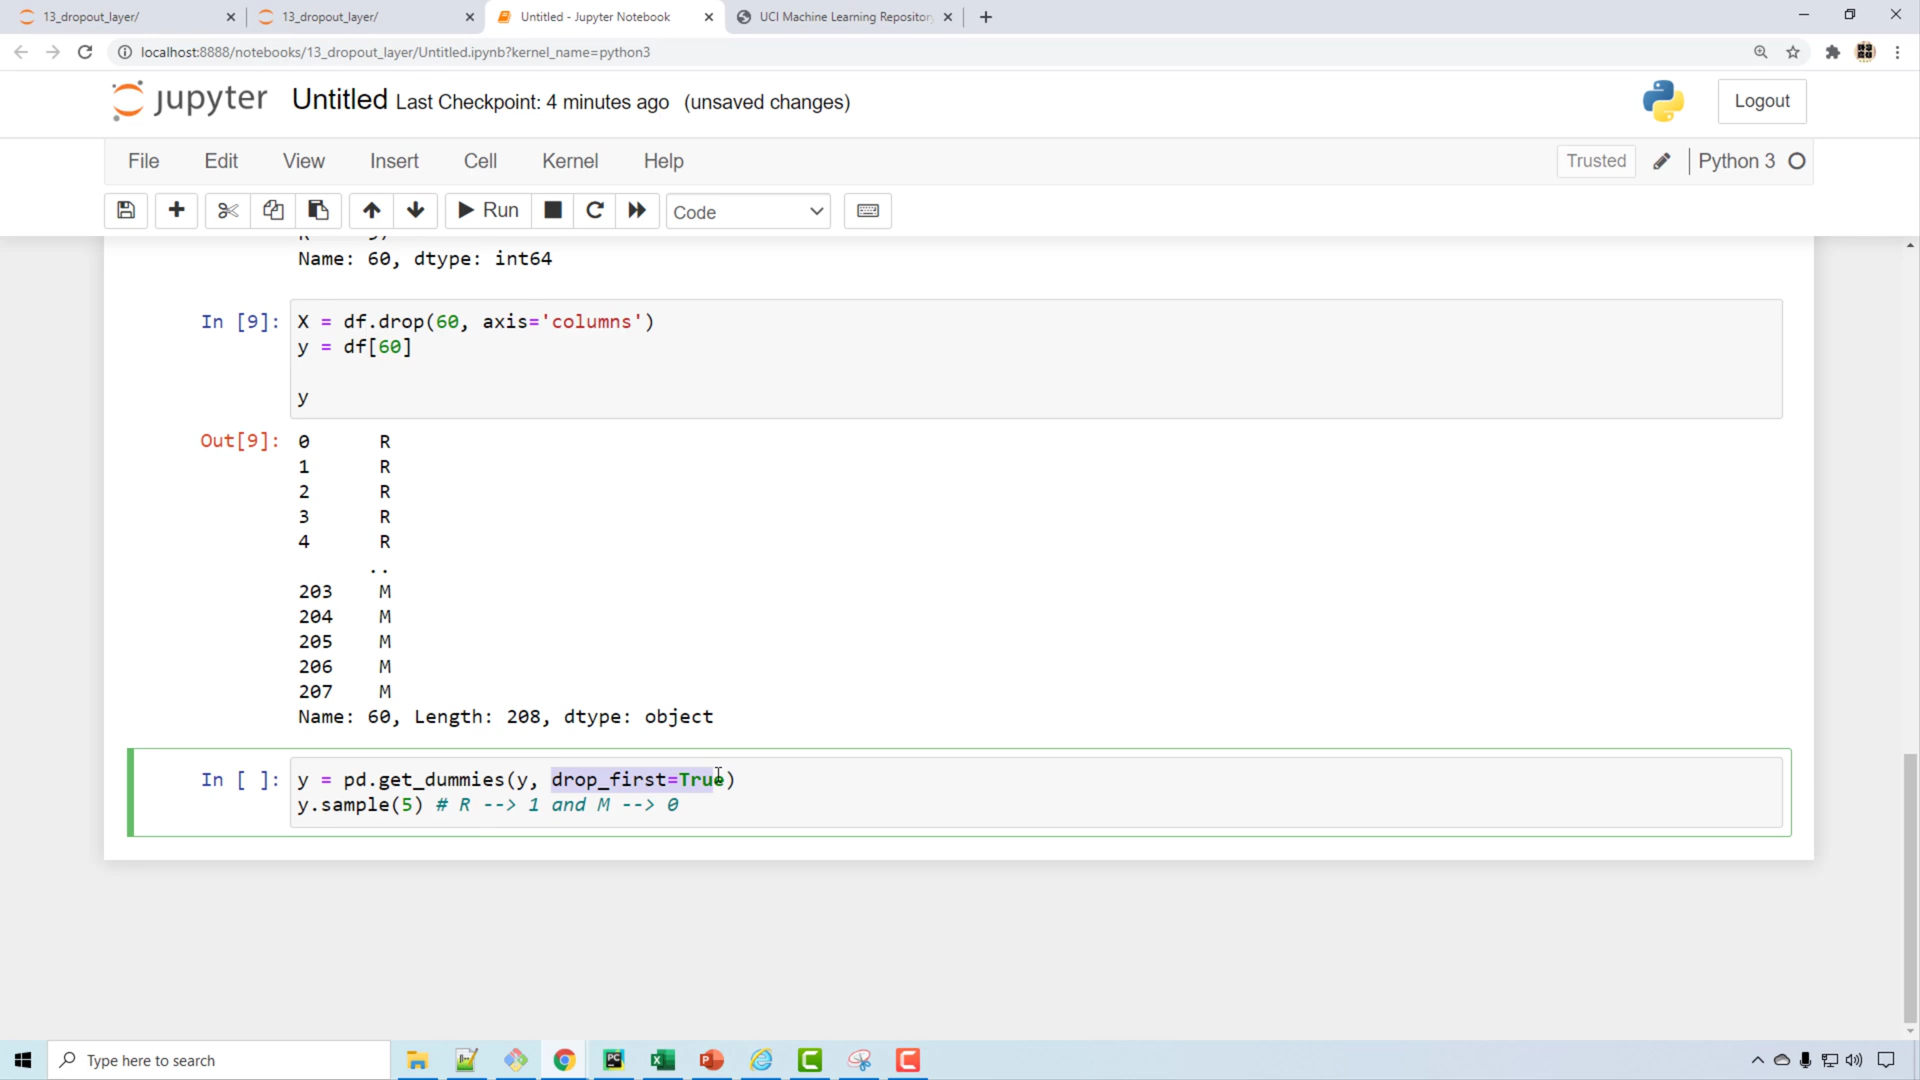 13_dropout_layer/
13_dropout_layer/
Untitled - Jupyter Notebook
UCI Machine Learning Repository
localhost:8888/notebooks/13_dropout_layer/Untitled.ipynb?kernel_name=python3
jupyter Untitled Last Checkpoint: 4 minutes ago (unsaved changes)
Logout
File Edit View Insert Cell Kernel Help
Trusted Python 3
Run Code
Name: 60, dtype: int64
In [9]: X = df.drop(60, axis='columns')
y = df[60]
y
Out[9]: 0 R
1 R
2 R
3 R
4 R
..
203 M
204 M
205 M
206 M
207 M
Name: 60, Length: 208, dtype: object
In [ ]: y = pd.get_dummies(y, drop_first=True)
y.sample(5) # R --> 1 and M --> 0
Type here to search